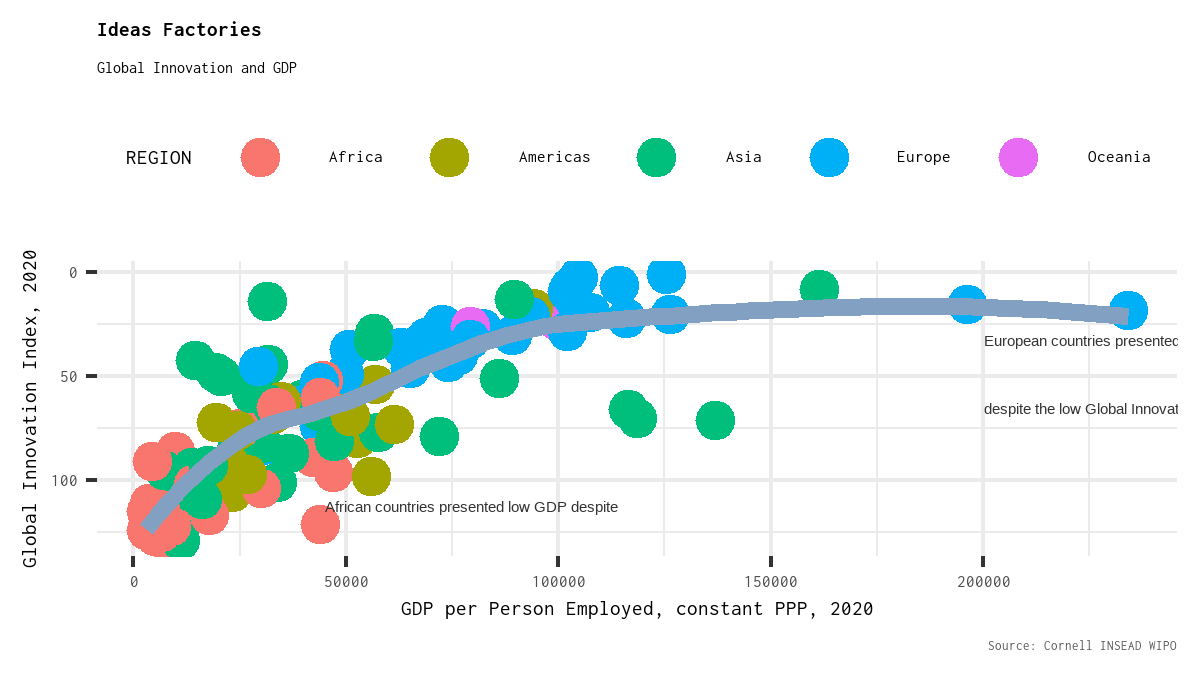 Ideas Factories
Global Innovation and GDP
REGION Africa Americas Asia Europe Oceania
Global Innovation Index, 2020
0
50
100
European countries presented
despite the low Global Innovat
African countries presented low GDP despite
0 50000 100000 150000 200000
GDP per Person Employed, constant PPP, 2020
Source: Cornell INSEAD WIPO